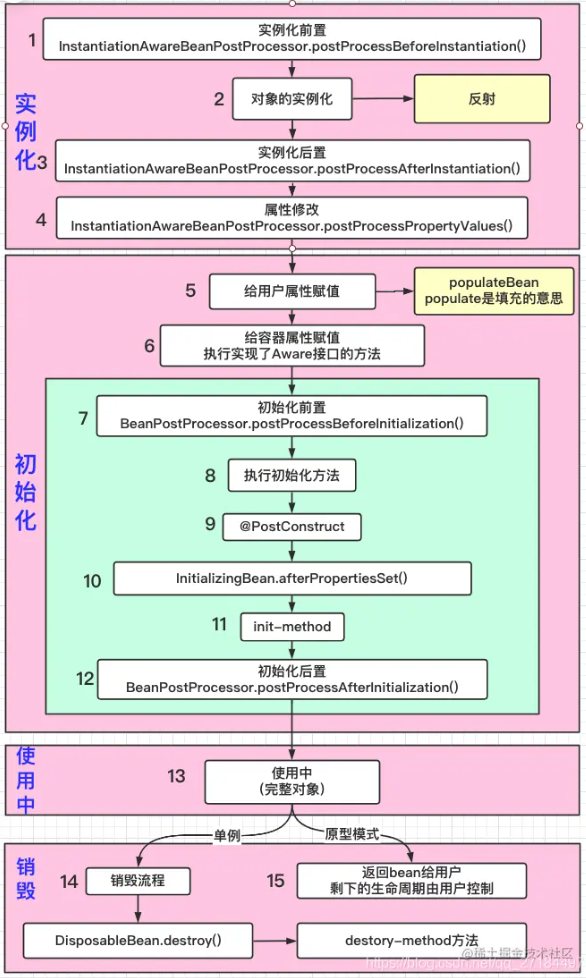 实例化
1
实例化前置
InstantiationAwareBeanPostProcessor.postProcessBeforeInstantiation()
2
对象的实例化
反射
3
实例化后置
InstantiationAwareBeanPostProcessor.postProcessAfterInstantiation()
4
属性修改
InstantiationAwareBeanPostProcessor.postProcessPropertyValues()
初始化
5
给用户属性赋值
populateBean
populate是填充的意思
6
给容器属性赋值
执行实现了Aware接口的方法
7
初始化前置
BeanPostProcessor.postProcessBeforeInitialization()
8
执行初始化方法
9
@PostConstruct
10
InitializingBean.afterPropertiesSet()
11
init-method
12
初始化后置
BeanPostProcessor.postProcessAfterInitialization()
使用中
13
使用中
(完整对象)
单例
原型模式
销毁
14
销毁流程
15
返回bean给用户
剩下的生命周期由用户控制
DisposableBean.destroy()
destory-method方法
@稀土掘金技术社区